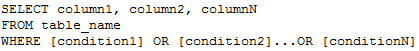 SELECT column1, column2, columnN
FROM table_name
WHERE [condition1] OR [condition2]...OR [conditionN]